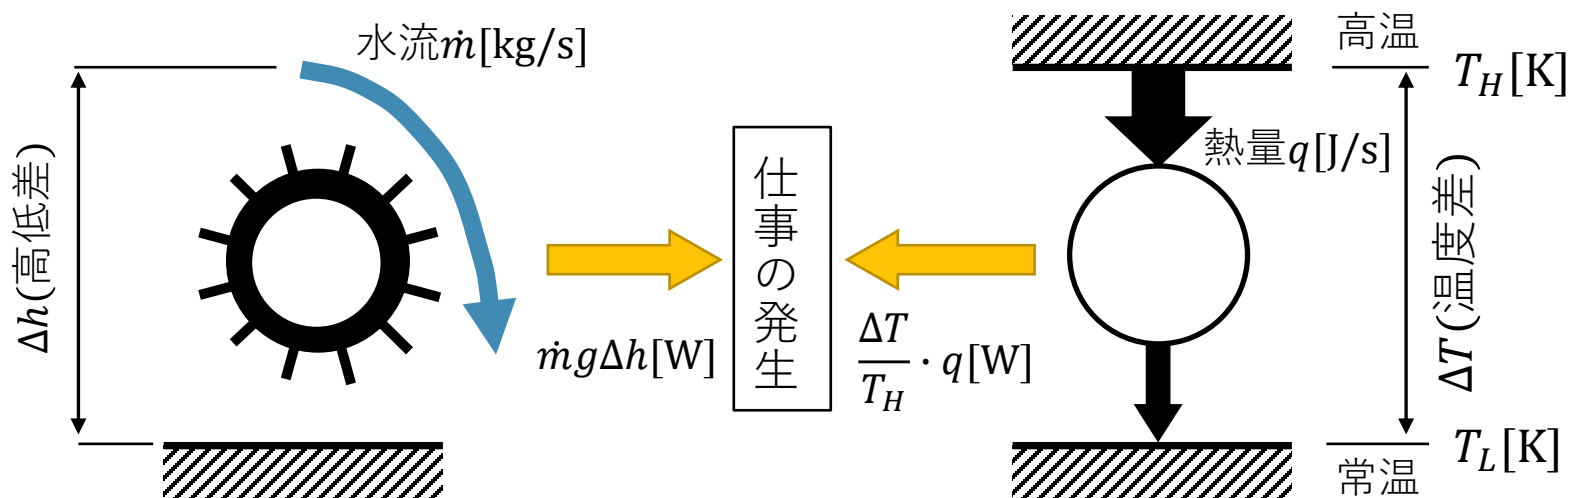 水流ṁ[kg/s]
Δh(高低差)
ṁgΔh[W]
仕事の発生
ΔT/T_H · q[W]
熱量q[J/s]
高温
T_H[K]
ΔT(温度差)
T_L[K]
常温